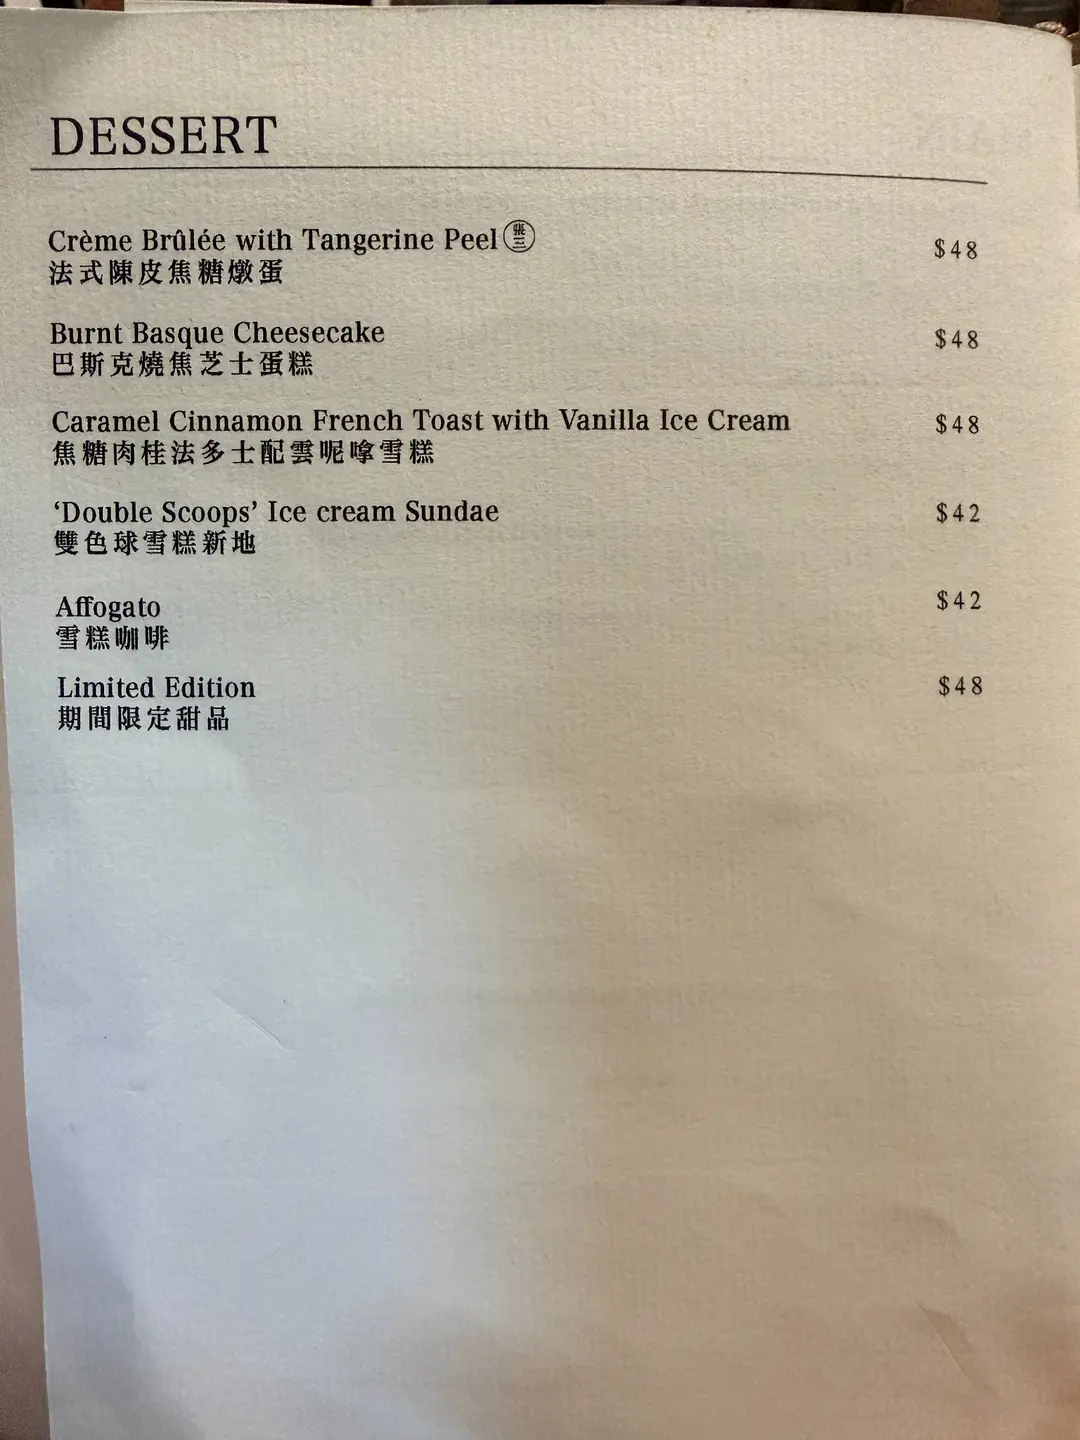 DESSERT
Crème Brûlée with Tangerine Peel 張三 $48
法式陳皮焦糖燉蛋
Burnt Basque Cheesecake $48
巴斯克燒焦芝士蛋糕
Caramel Cinnamon French Toast with Vanilla Ice Cream $48
焦糖肉桂法多士配雲呢嗱雪糕
‘Double Scoops’ Ice cream Sundae $42
雙色球雪糕新地
Affogato $42
雪糕咖啡
Limited Edition $48
期間限定甜品